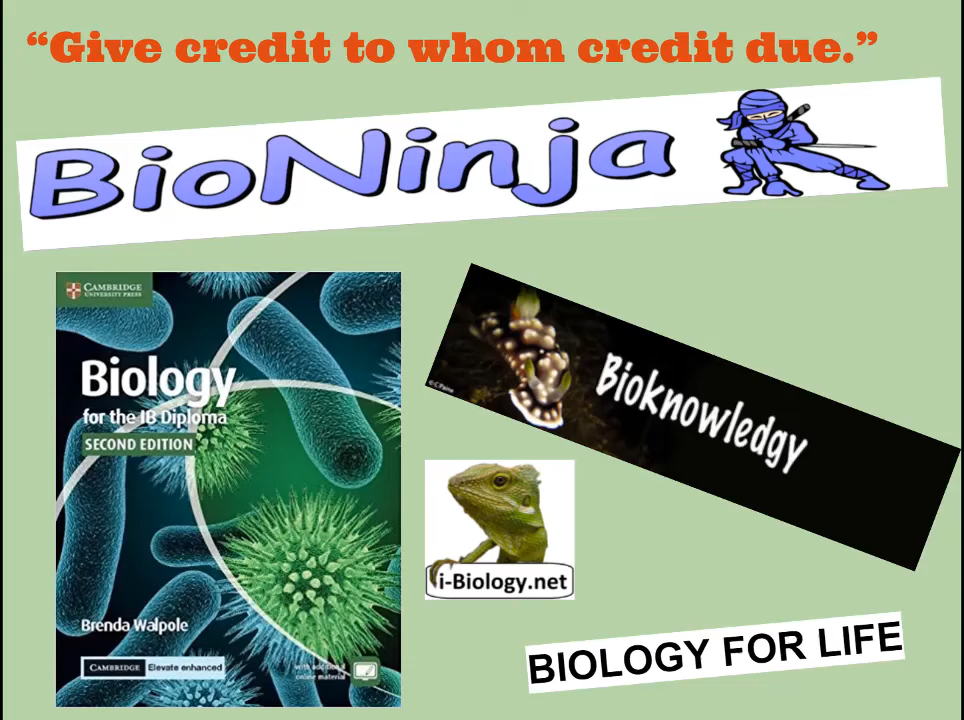 “Give credit to whom credit due.”
BioNinja
CAMBRIDGE
UNIVERSITY PRESS
Biology
for the IB Diploma
SECOND EDITION
Brenda Walpole
CAMBRIDGE Elevate enhanced
with additional
online material
© C Paine
Bioknowledgy
i-Biology.net
BIOLOGY FOR LIFE